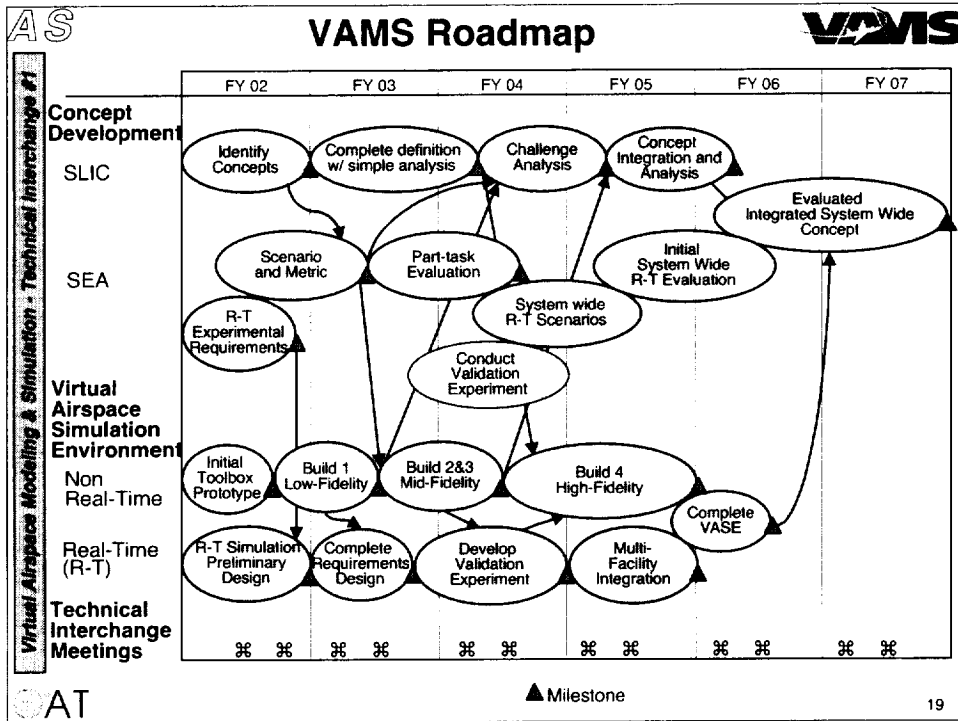 AS
VAMS Roadmap
VAMS
Virtual Airspace Modeling & Simulation - Technical Interchange #1
FY 02
FY 03
FY 04
FY 05
FY 06
FY 07
Concept
Development
SLIC
Identify
Concepts
Complete definition
w/ simple analysis
Challenge
Analysis
Concept
Integration and
Analysis
Evaluated
Integrated System Wide
Concept
SEA
Scenario
and Metric
Part-task
Evaluation
Initial
System Wide
R-T Evaluation
System wide
R-T Scenarios
R-T
Experimental
Requirements
Conduct
Validation
Experiment
Virtual
Airspace
Simulation
Environment
Non
Real-Time
Initial
Toolbox
Prototype
Build 1
Low-Fidelity
Build 2&3
Mid-Fidelity
Build 4
High-Fidelity
Complete
VASE
Real-Time
(R-T)
R-T Simulation
Preliminary
Design
Complete
Requirements
Design
Develop
Validation
Experiment
Multi-
Facility
Integration
Technical
Interchange
Meetings
⌘ ⌘ ⌘ ⌘ ⌘ ⌘ ⌘ ⌘ ⌘ ⌘ ⌘ ⌘
AT
Milestone
19